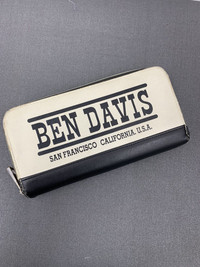 BEN DAVIS
SAN FRANCISCO CALIFORNIA, U.S.A.